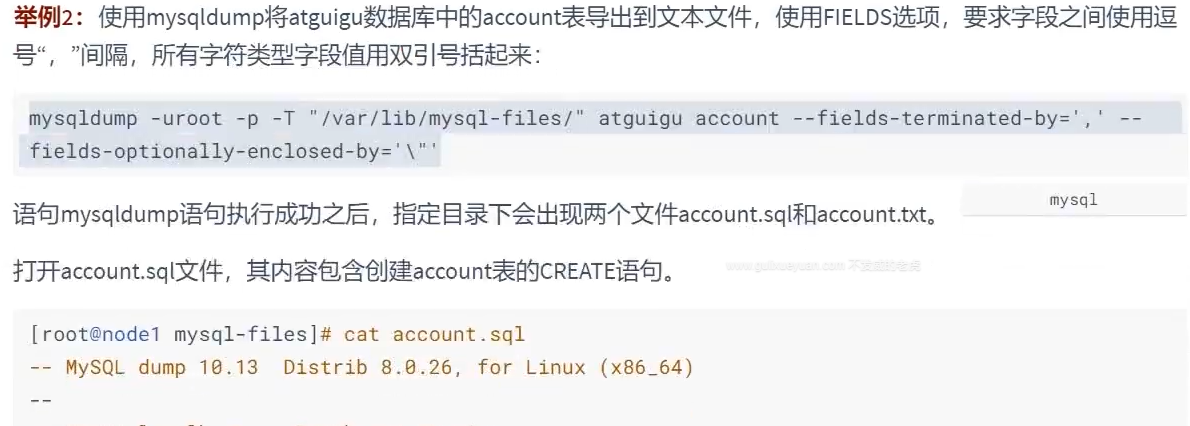 举例2：使用mysqldump将atguigu数据库中的account表导出到文本文件，使用FIELDS选项，要求字段之间使用逗
号“，”间隔，所有字符类型字段值用双引号括起来：
mysqldump -uroot -p -T "/var/lib/mysql-files/" atguigu account --fields-terminated-by=',' --
fields-optionally-enclosed-by='\"'
语句mysqldump语句执行成功之后，指定目录下会出现两个文件account.sql和account.txt。
mysql
打开account.sql文件，其内容包含创建account表的CREATE语句。
[root@node1 mysql-files]# cat account.sql
-- MySQL dump 10.13  Distrib 8.0.26, for Linux (x86_64)
--